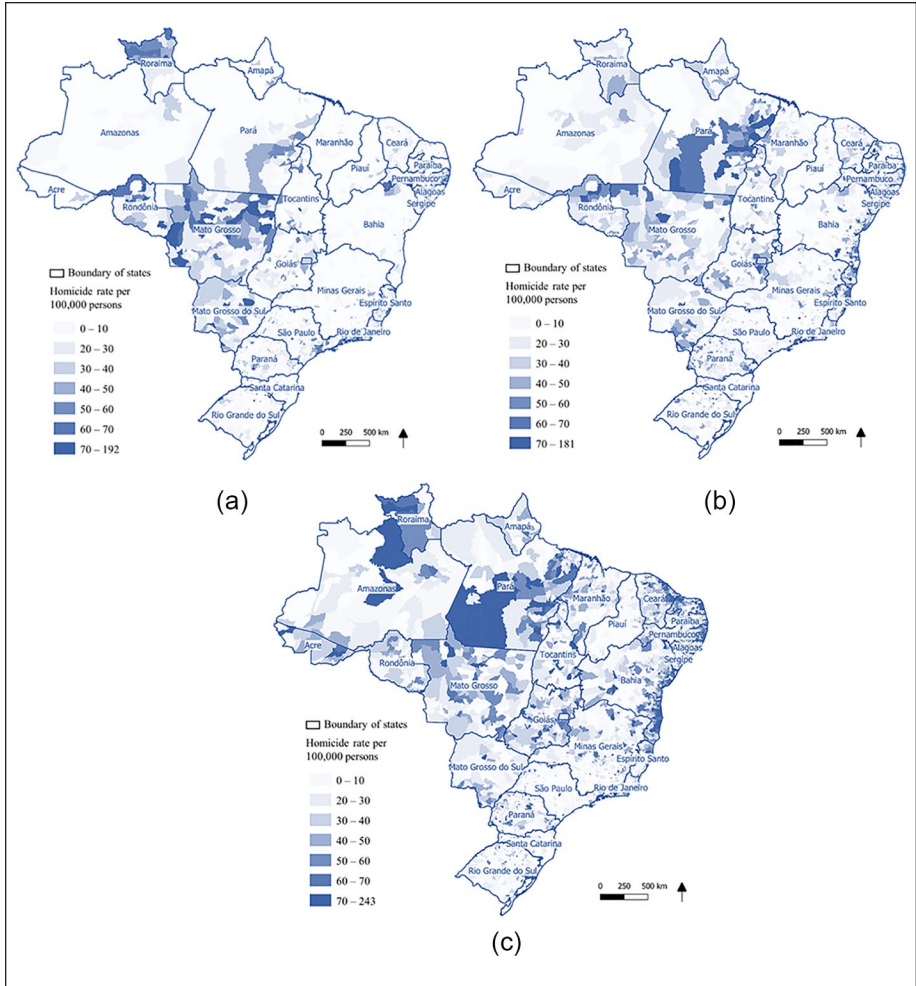 Roraima
Amapá
Amazonas
Pará
Maranhão
Ceará
Paraíba
Piauí
Pernambuco
Alagoas
Sergipe
Acre
Rondônia
Tocantins
Mato Grosso
Bahia
Goiás
Minas Gerais
Espírito Santo
Mato Grosso do Sul
São Paulo
Rio de Janeiro
Paraná
Santa Catarina
Rio Grande do Sul
Boundary of states
Homicide rate per
100,000 persons
0 – 10
20 – 30
30 – 40
40 – 50
50 – 60
60 – 70
70 – 192
0 250 500 km
(a)
Roraima
Amapá
Amazonas
Pará
Maranhão
Ceará
Paraíba
Piauí
Pernambuco
Alagoas
Sergipe
Acre
Rondônia
Tocantins
Mato Grosso
Bahia
Goiás
Minas Gerais
Espírito Santo
Mato Grosso do Sul
São Paulo
Rio de Janeiro
Paraná
Santa Catarina
Rio Grande do Sul
Boundary of states
Homicide rate per
100,000 persons
0 – 10
20 – 30
30 – 40
40 – 50
50 – 60
60 – 70
70 – 181
0 250 500 km
(b)
Roraima
Amapá
Amazonas
Pará
Maranhão
Ceará
Paraíba
Piauí
Pernambuco
Alagoas
Sergipe
Acre
Rondônia
Tocantins
Mato Grosso
Bahia
Goiás
Minas Gerais
Espírito Santo
Mato Grosso do Sul
São Paulo
Rio de Janeiro
Paraná
Santa Catarina
Rio Grande do Sul
Boundary of states
Homicide rate per
100,000 persons
0 – 10
20 – 30
30 – 40
40 – 50
50 – 60
60 – 70
70 – 243
0 250 500 km
(c)